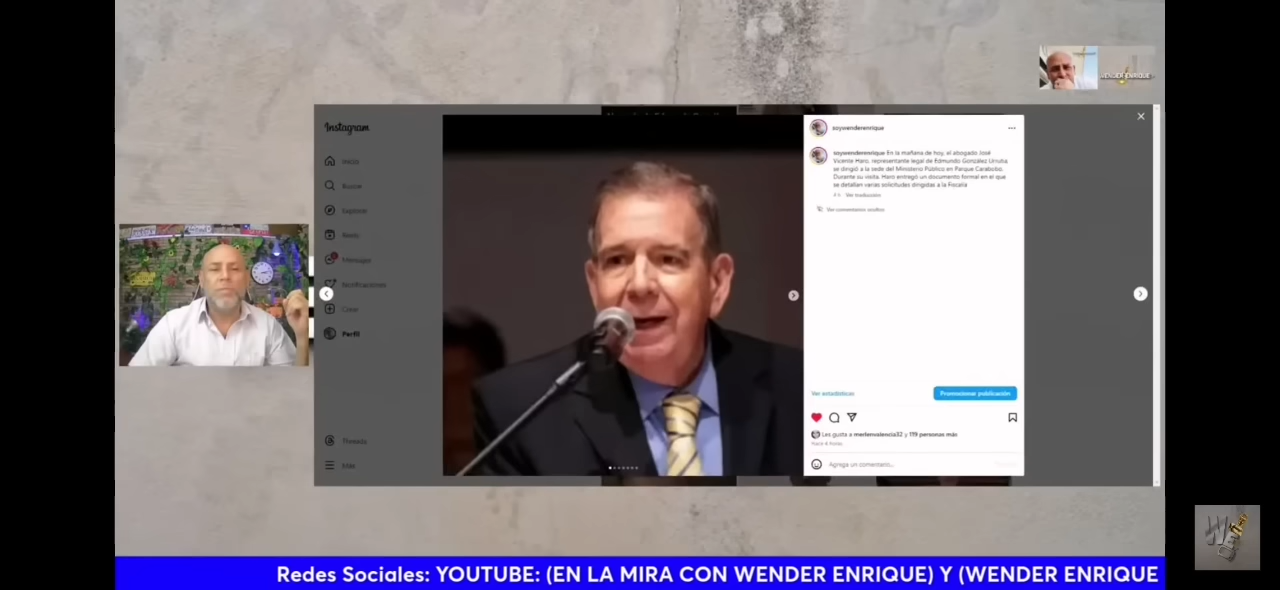 WENDER ENRIQUE
Instagram
soywenderenrique
Inicio
soywenderenrique En la mañana de hoy, el abogado José
Vicente Haro, representante legal de Edmundo González Urrutia,
se dirigió a la sede del Ministerio Público en Parque Carabobo.
Durante su visita, Haro entregó un documento formal en el que
se detallan varias solicitudes dirigidas a la Fiscalía
Ver traducción
Buscar
Explorar
Ver comentarios ocultos
Reels
Mensajes
Notificaciones
Crear
Perfil
Ver estadísticas
Promocionar publicación
Les gusta a merlenvalencia32 y 119 personas más
Threads
Más
Agrega un comentario...
Redes Sociales: YOUTUBE: (EN LA MIRA CON WENDER ENRIQUE) Y (WENDER ENRIQUE